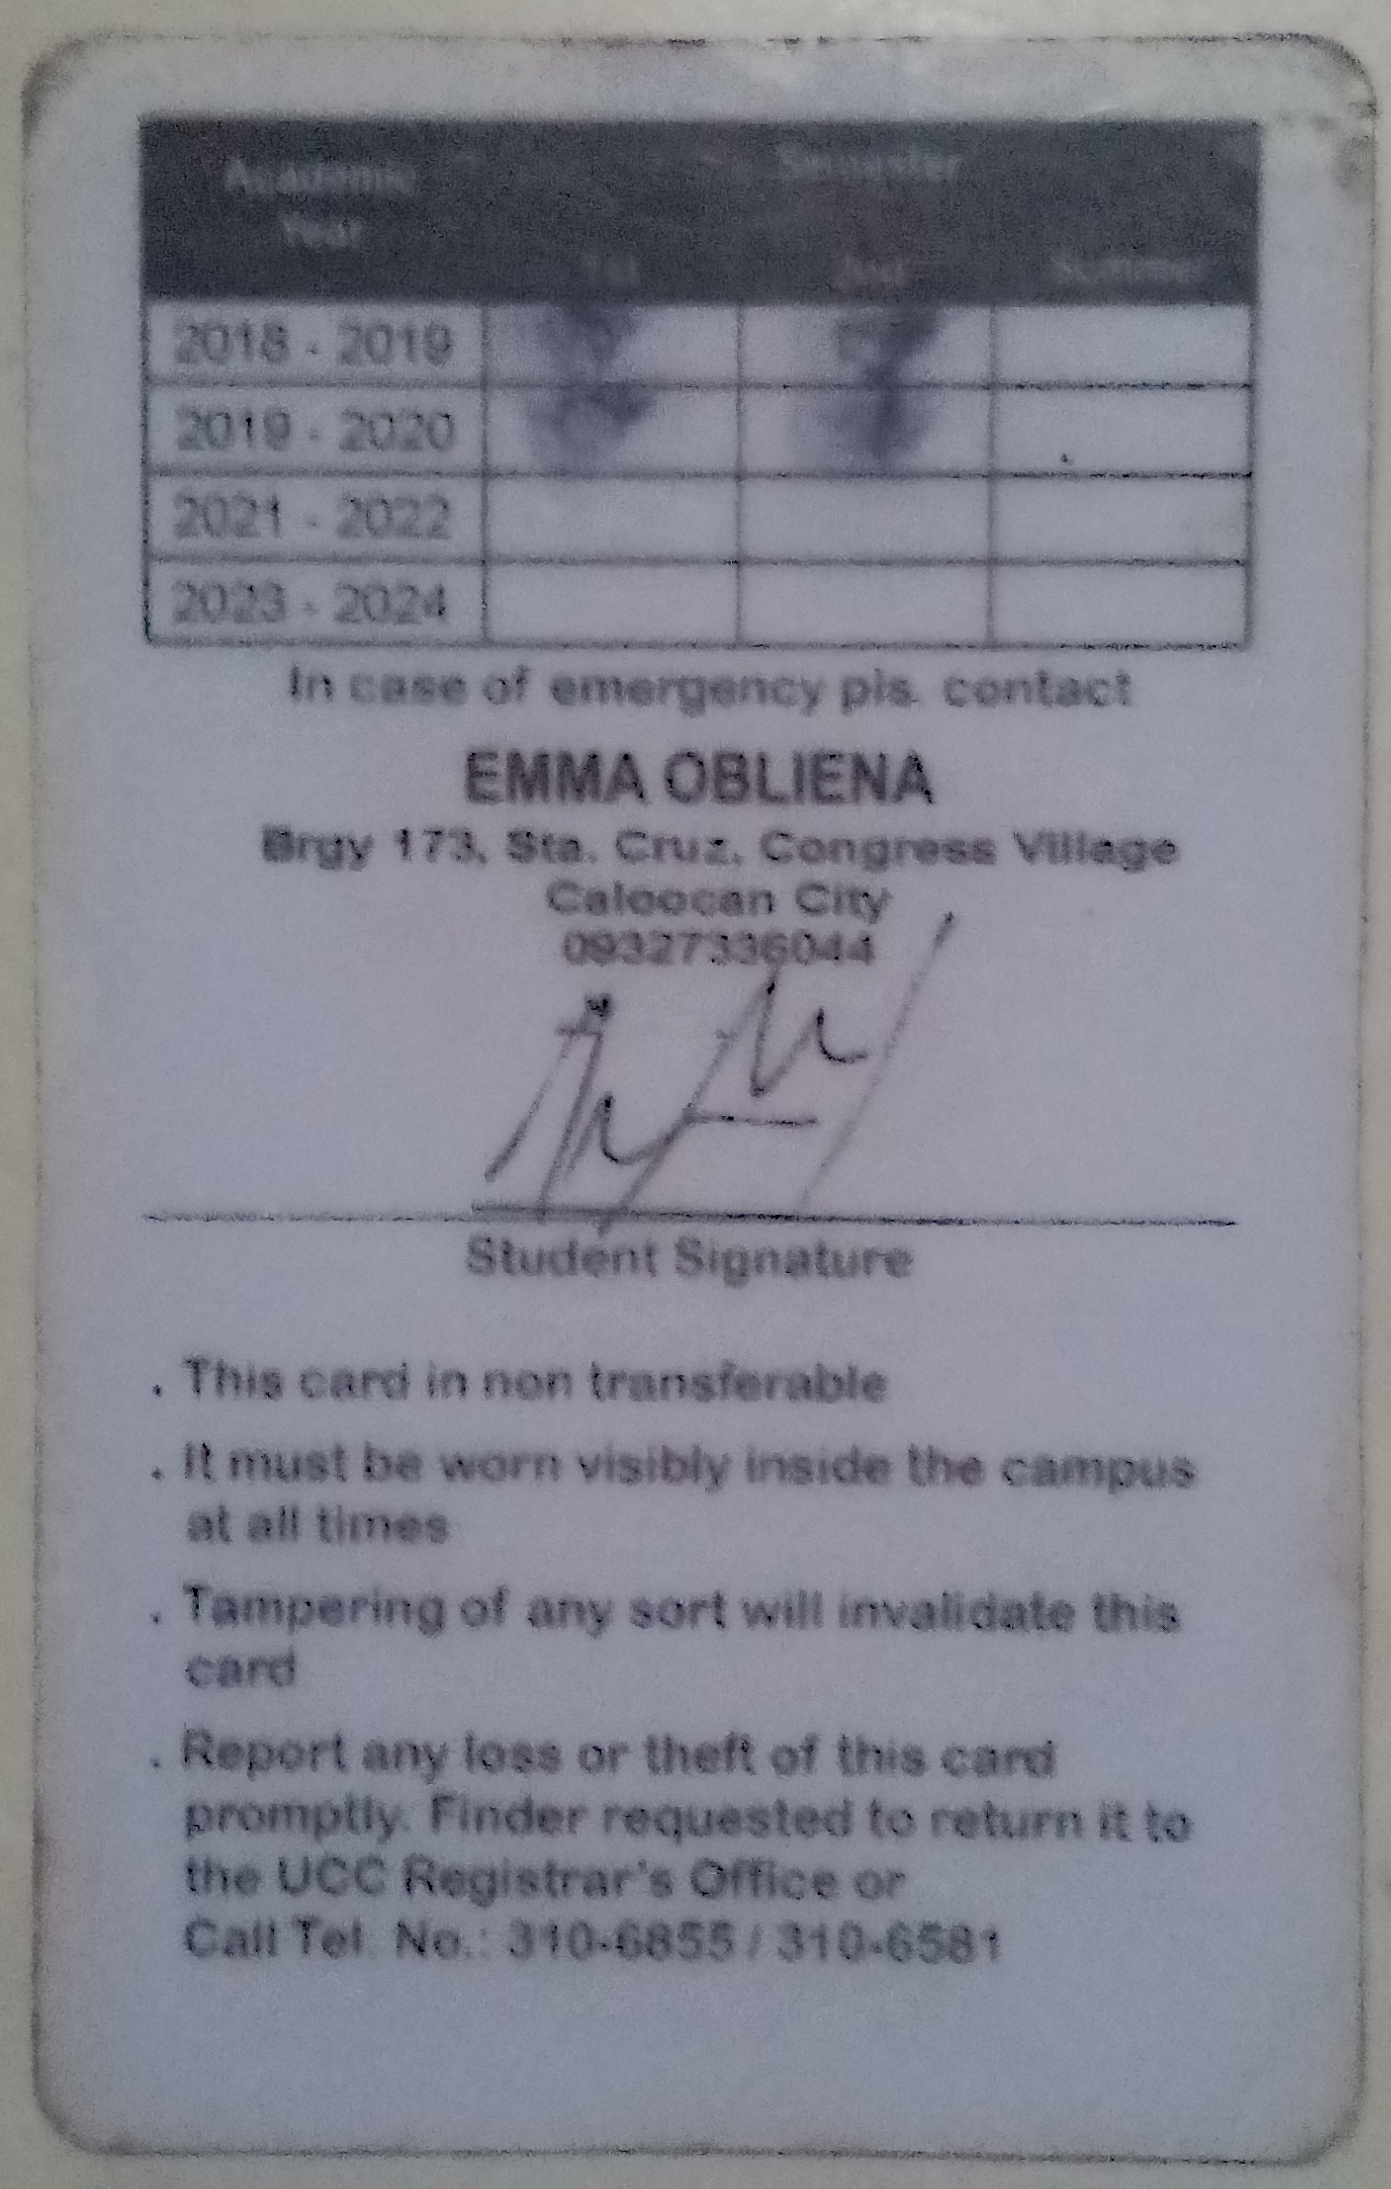 Academic Semester
Year
1st 2nd Summer
2018 - 2019
2019 - 2020
2021 - 2022
2023 - 2024
In case of emergency pls. contact
EMMA OBLIENA
Brgy 173, Sta. Cruz, Congress Village
Caloocan City
09327336044
Student Signature
. This card in non transferable
. It must be worn visibly inside the campus
at all times
. Tampering of any sort will invalidate this
card
. Report any loss or theft of this card
promptly. Finder requested to return it to
the UCC Registrar's Office or
Call Tel. No.: 310-6855 / 310-6581